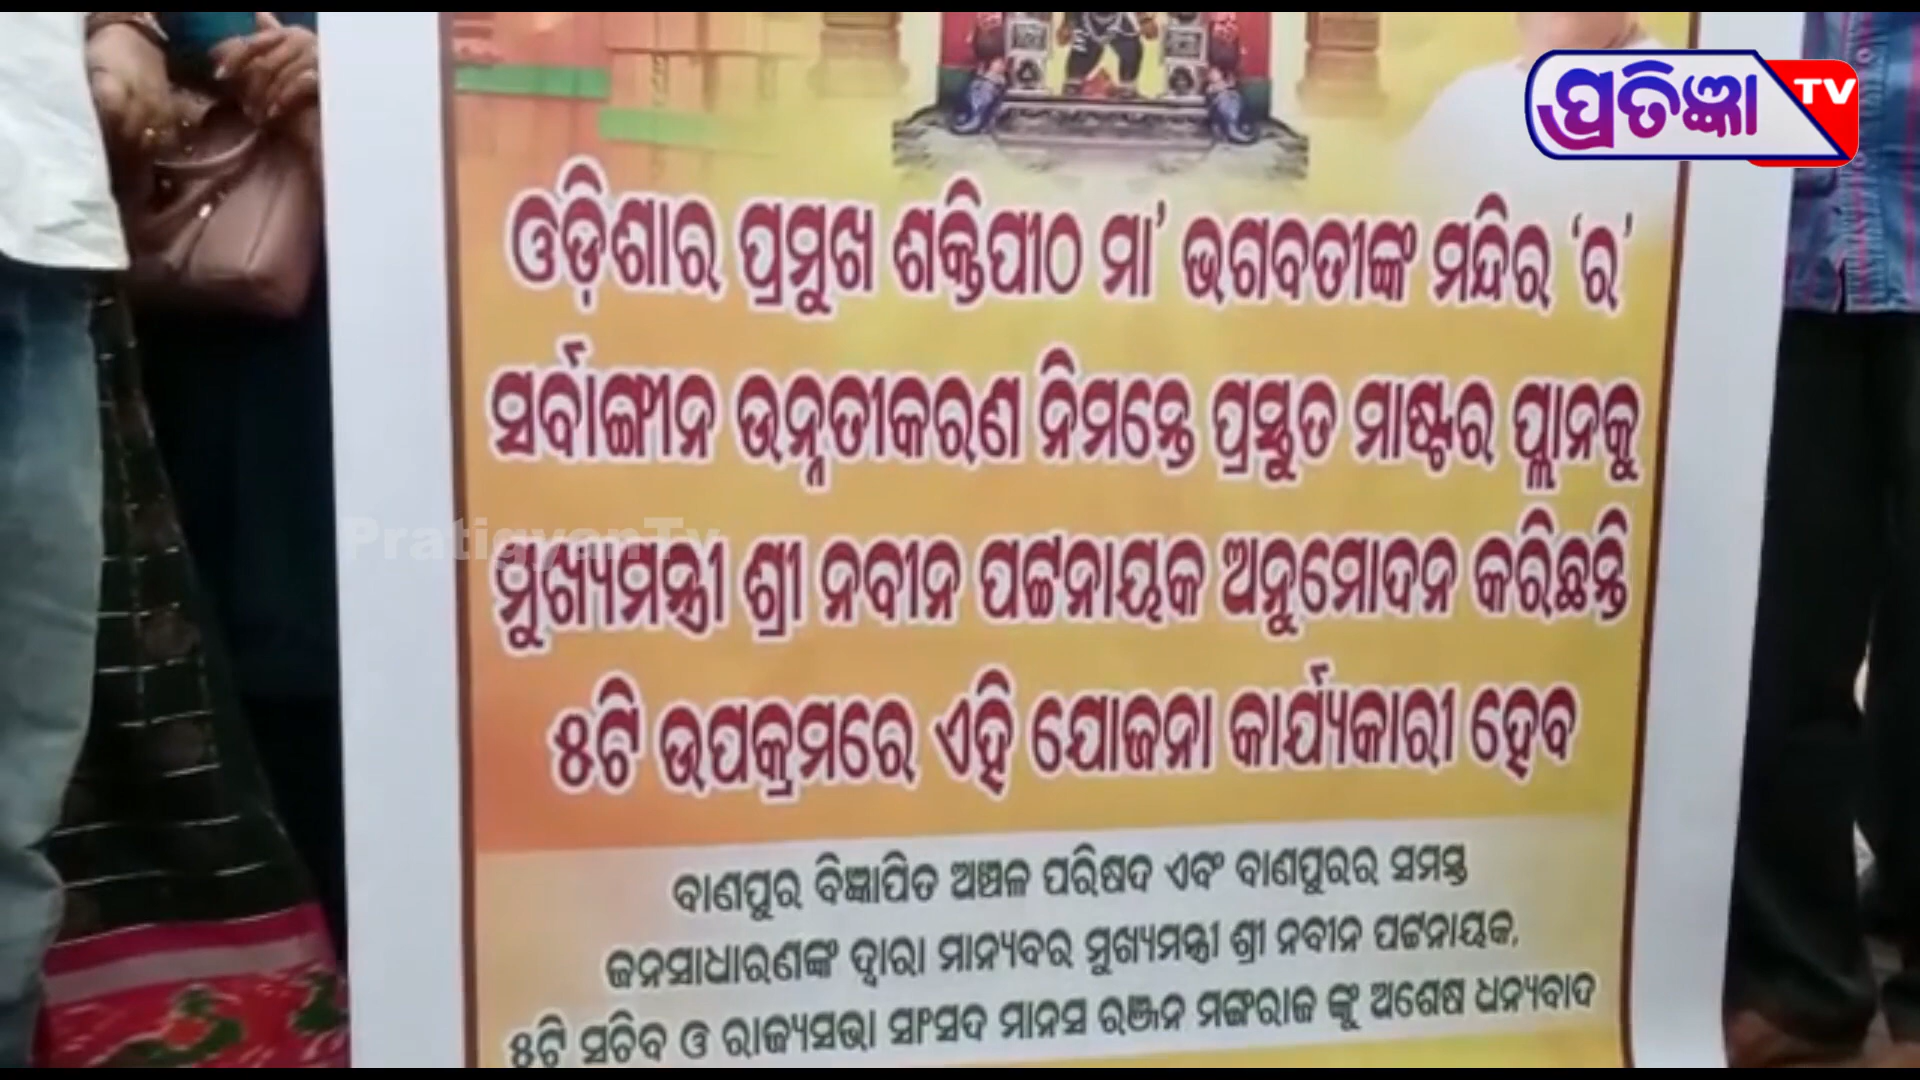 ପ୍ରତିଜ୍ଞା TV
ଓଡ଼ିଶାର ପ୍ରମୁଖ ଶକ୍ତିପୀଠ ମା' ଭଗବତୀଙ୍କ ମନ୍ଦିର 'ର'
ସର୍ବାଙ୍ଗୀନ ଉନ୍ନତୀକରଣ ନିମନ୍ତେ ପ୍ରସ୍ତୁତ ମାଷ୍ଟର ପ୍ଲାନକୁ
PratigyanTv
ମୁଖ୍ୟମନ୍ତ୍ରୀ ଶ୍ରୀ ନବୀନ ପଟ୍ଟନାୟକ ଅନୁମୋଦନ କରିଛନ୍ତି
୫ଟି ଉପକ୍ରମରେ ଏହି ଯୋଜନା କାର୍ଯ୍ୟକାରୀ ହେବ
ବାଣପୁର ବିଜ୍ଞାପିତ ଅଞ୍ଚଳ ପରିଷଦ ଏବଂ ବାଣପୁରର ସମସ୍ତ
ଜନସାଧାରଣଙ୍କ ଦ୍ୱାରା ମାନ୍ୟବର ମୁଖ୍ୟମନ୍ତ୍ରୀ ଶ୍ରୀ ନବୀନ ପଟ୍ଟନାୟକ,
୫ଟି ସଚିବ ଓ ରାଜ୍ୟସଭା ସାଂସଦ ମାନସ ରଞ୍ଜନ ମଙ୍ଗରାଜ ଙ୍କୁ ଅଶେଷ ଧନ୍ୟବାଦ